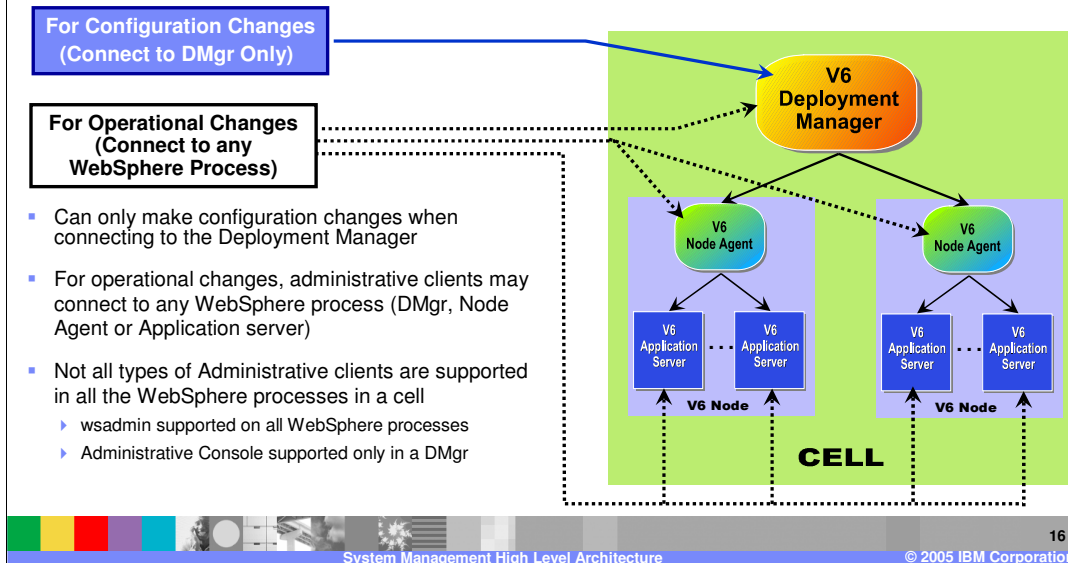 For Configuration Changes
(Connect to DMgr Only)
For Operational Changes
(Connect to any
WebSphere Process)
Can only make configuration changes when
connecting to the Deployment Manager
For operational changes, administrative clients may
connect to any WebSphere process (DMgr, Node
Agent or Application server)
Not all types of Administrative clients are supported
in all the WebSphere processes in a cell
wsadmin supported on all WebSphere processes
Administrative Console supported only in a DMgr
V6
Deployment
Manager
V6
Node Agent
V6
Node Agent
V6
Application
Server
V6
Application
Server
V6
Application
Server
V6
Application
Server
V6 Node
V6 Node
CELL
16
System Management High Level Architecture
© 2005 IBM Corporation